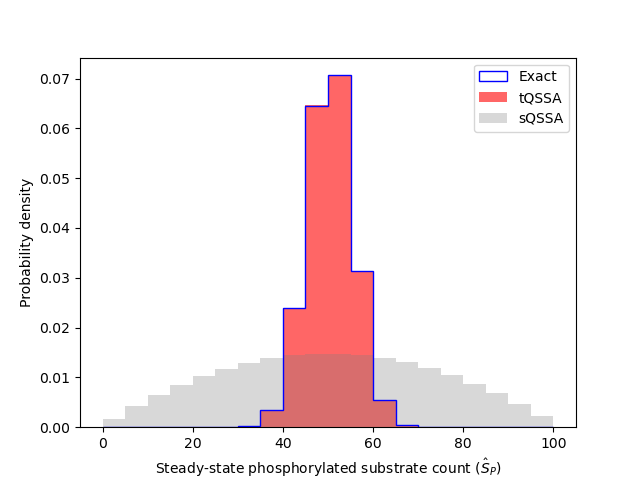 Exact
tQSSA
sQSSA
0.07
0.06
0.05
0.04
0.03
0.02
0.01
0.00
Probability density
0 20 40 60 80 100
Steady-state phosphorylated substrate count (Ŝ_P)